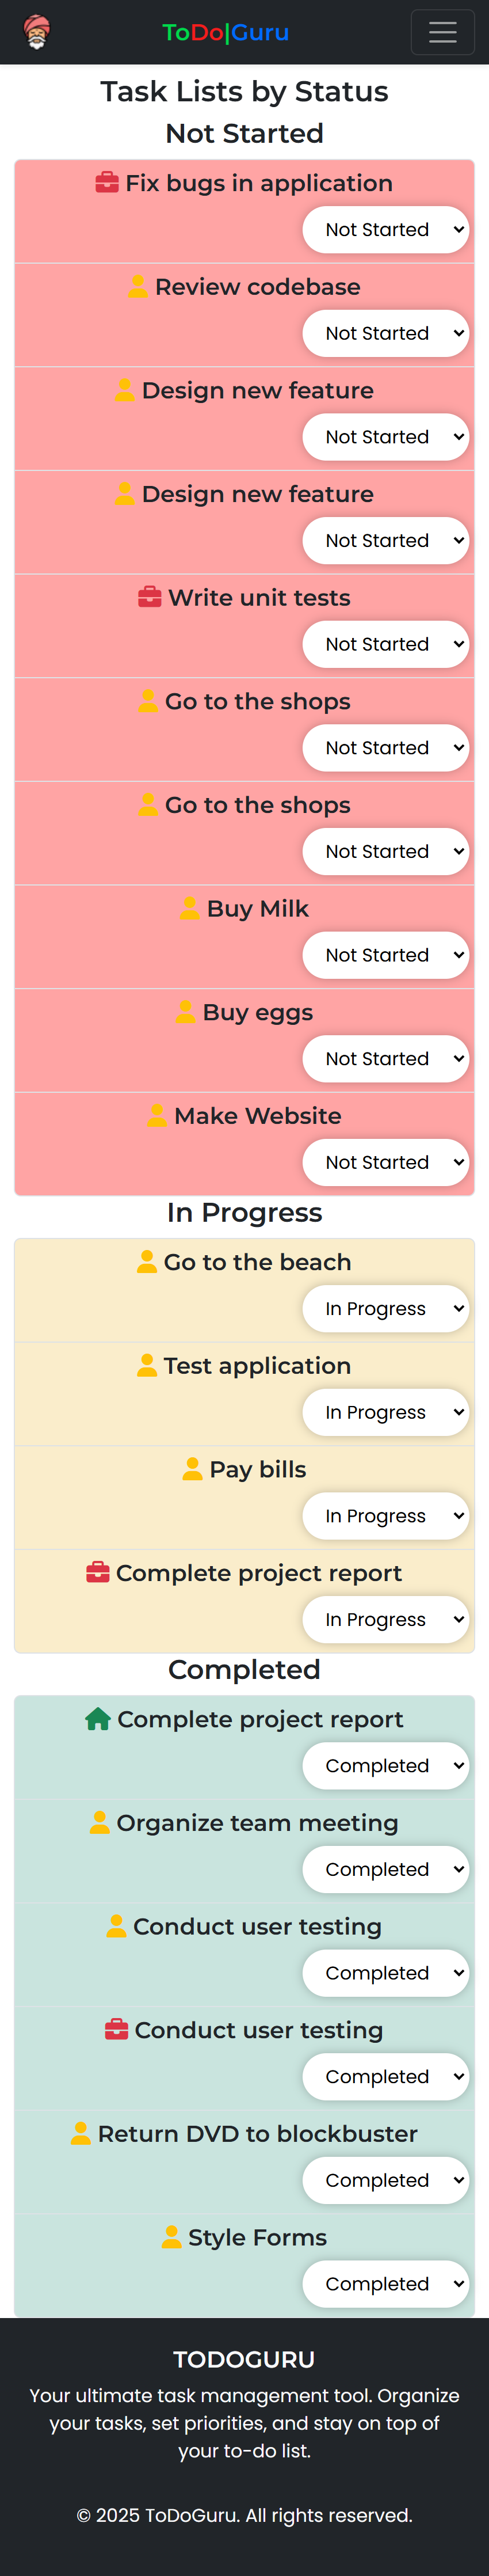 ToDo|Guru
Task Lists by Status
Not Started
Fix bugs in application
Not Started
Review codebase
Not Started
Design new feature
Not Started
Design new feature
Not Started
Write unit tests
Not Started
Go to the shops
Not Started
Go to the shops
Not Started
Buy Milk
Not Started
Buy eggs
Not Started
Make Website
Not Started
In Progress
Go to the beach
In Progress
Test application
In Progress
Pay bills
In Progress
Complete project report
In Progress
Completed
Complete project report
Completed
Organize team meeting
Completed
Conduct user testing
Completed
Conduct user testing
Completed
Return DVD to blockbuster
Completed
Style Forms
Completed
TODOGURU
Your ultimate task management tool. Organize
your tasks, set priorities, and stay on top of
your to-do list.
© 2025 ToDoGuru. All rights reserved.